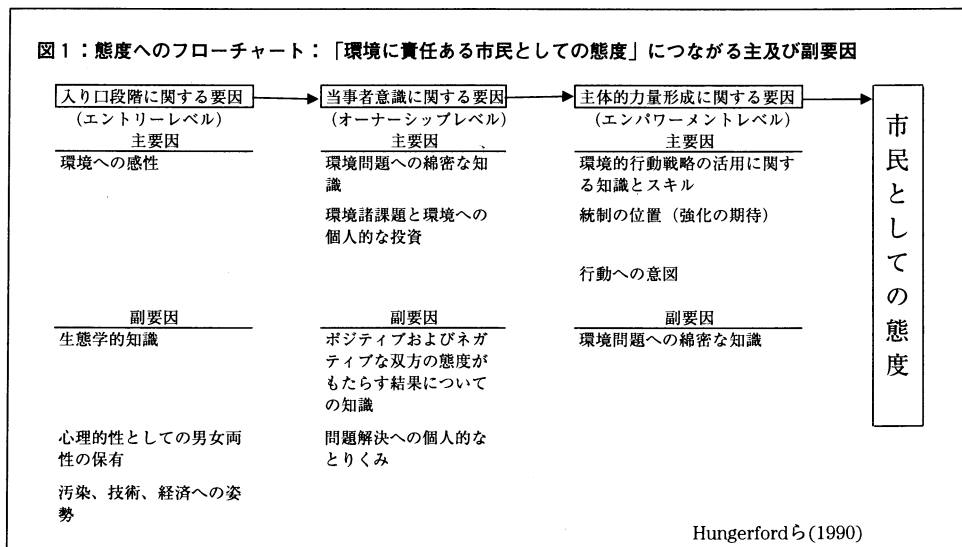 図1：態度へのフローチャート：「環境に責任ある市民としての態度」につながる主及び副要因
入り口段階に関する要因
（エントリーレベル）
主要因
環境への感性
副要因
生態学的知識
心理的性としての男女両
性の保有
汚染、技術、経済への姿
勢
当事者意識に関する要因
（オーナーシップレベル）
主要因
環境問題への綿密な知
識
環境諸課題と環境への
個人的な投資
副要因
ポジティブおよびネガ
ティブな双方の態度が
もたらす結果について
の知識
問題解決への個人的な
とりくみ
主体的力量形成に関する要因
（エンパワーメントレベル）
主要因
環境的行動戦略の活用に関す
る知識とスキル
統制の位置（強化の期待）
行動への意図
副要因
環境問題への綿密な知識
市民としての態度
Hungerfordら(1990)